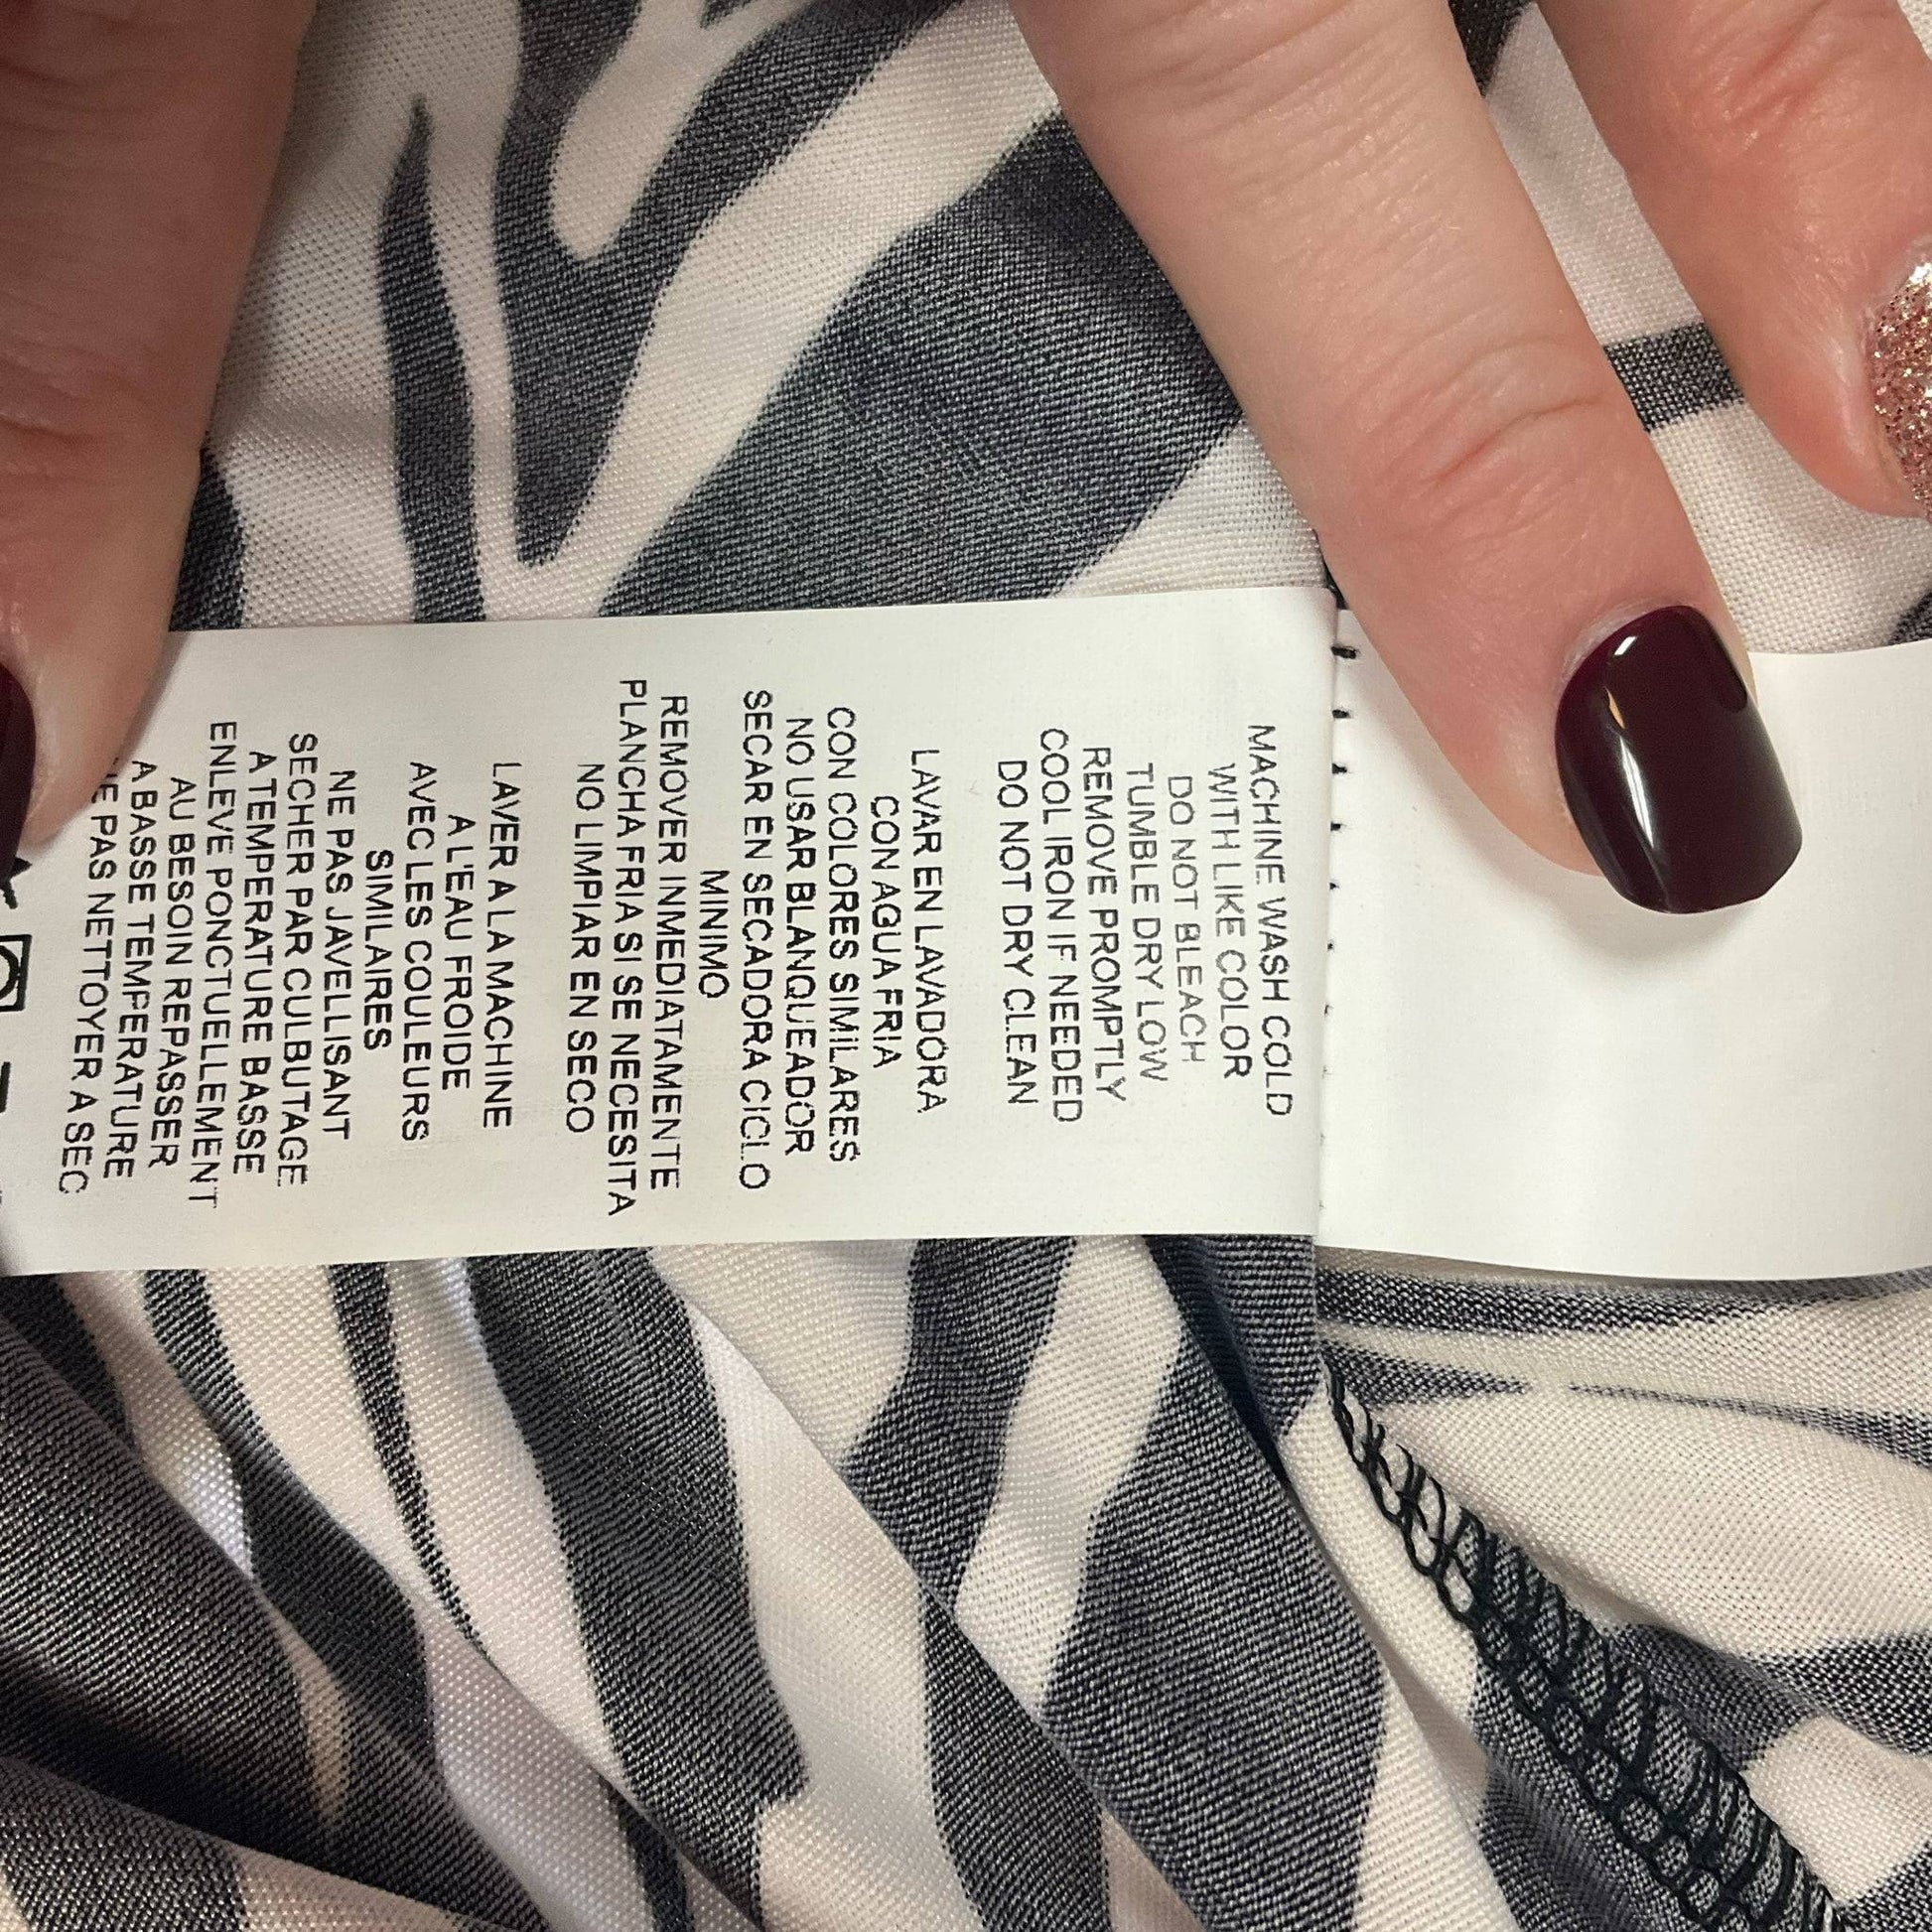 MACHINE WASH COLD
WITH LIKE COLOR
DO NOT BLEACH
TUMBLE DRY LOW
REMOVE PROMPTLY
COOL IRON IF NEEDED
DO NOT DRY CLEAN
LAVAR EN LAVADORA
CON AGUA FRIA
CON COLORES SIMILARES
NO USAR BLANQUEADOR
SECAR EN SECADORA CICLO
MINIMO
REMOVER INMEDIATAMENTE
PLANCHA FRIA SI SE NECESITA
NO LIMPIAR EN SECO
LAVER A LA MACHINE
A L'EAU FROIDE
AVEC LES COULEURS
SIMILAIRES
NE PAS JAVELLISANT
SECHER PAR CULBUTAGE
A TEMPERATURE BASSE
ENLEVE PONCTUELLEMENT
AU BESOIN REPASSER
A BASSE TEMPERATURE
NE PAS NETTOYER A SEC